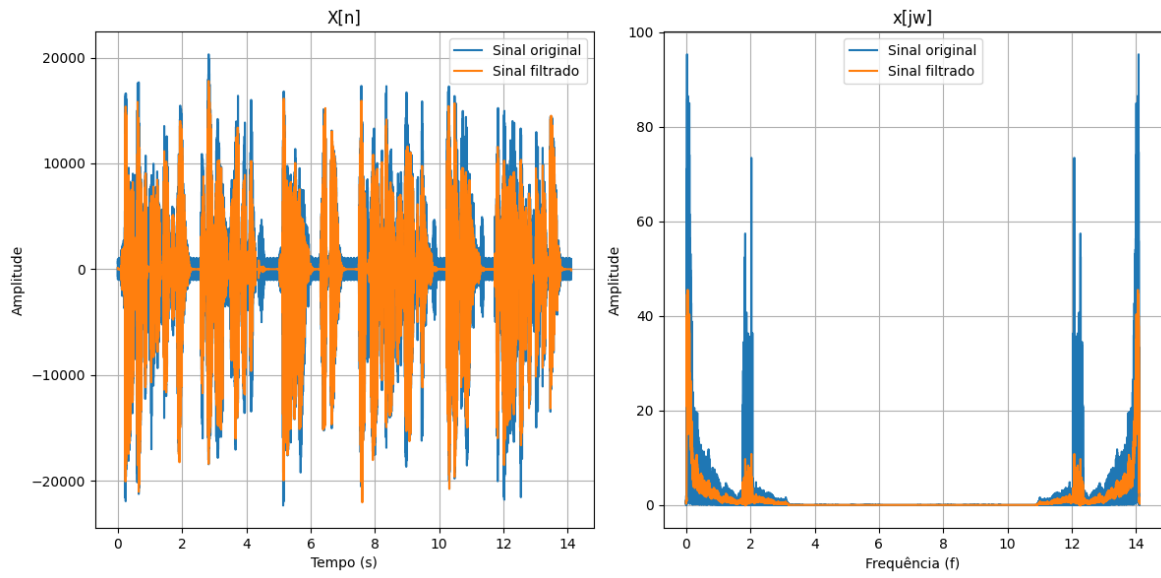 X[n]
Sinal original
Sinal filtrado
Amplitude
20000
10000
0
−10000
−20000
0 2 4 6 8 10 12 14
Tempo (s)
x[jw]
Sinal original
Sinal filtrado
Amplitude
100
80
60
40
20
0
0 2 4 6 8 10 12 14
Frequência (f)